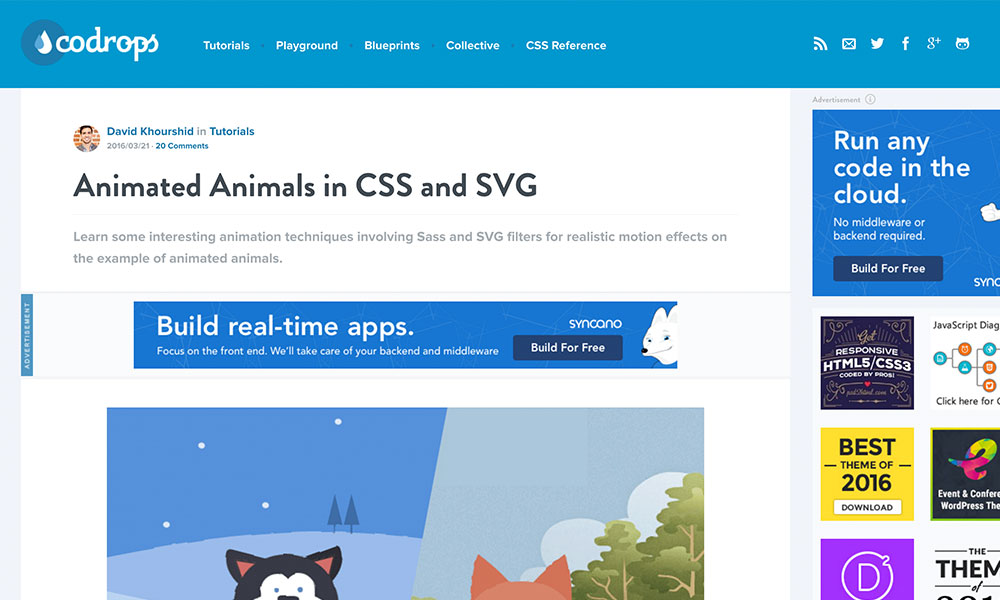 codrops
Tutorials
Playground
Blueprints
Collective
CSS Reference
David Khourshid in Tutorials
2016/03/21 · 20 Comments
Animated Animals in CSS and SVG
Learn some interesting animation techniques involving Sass and SVG filters for realistic motion effects on
the example of animated animals.
ADVERTISEMENT
Build real-time apps.
Focus on the front end. We'll take care of your backend and middleware
syncano
Build For Free
Advertisement
Run any
code in the
cloud.
No middleware or
backend required.
Build For Free
SYNC
Get
RESPONSIVE
HTML5/CSS3
CODED BY PROS!
psd2html.com
JavaScript Diag
Click here for
BEST
THEME OF
2016
DOWNLOAD
Event & Confere
WordPress The
D
THE
THEM
of